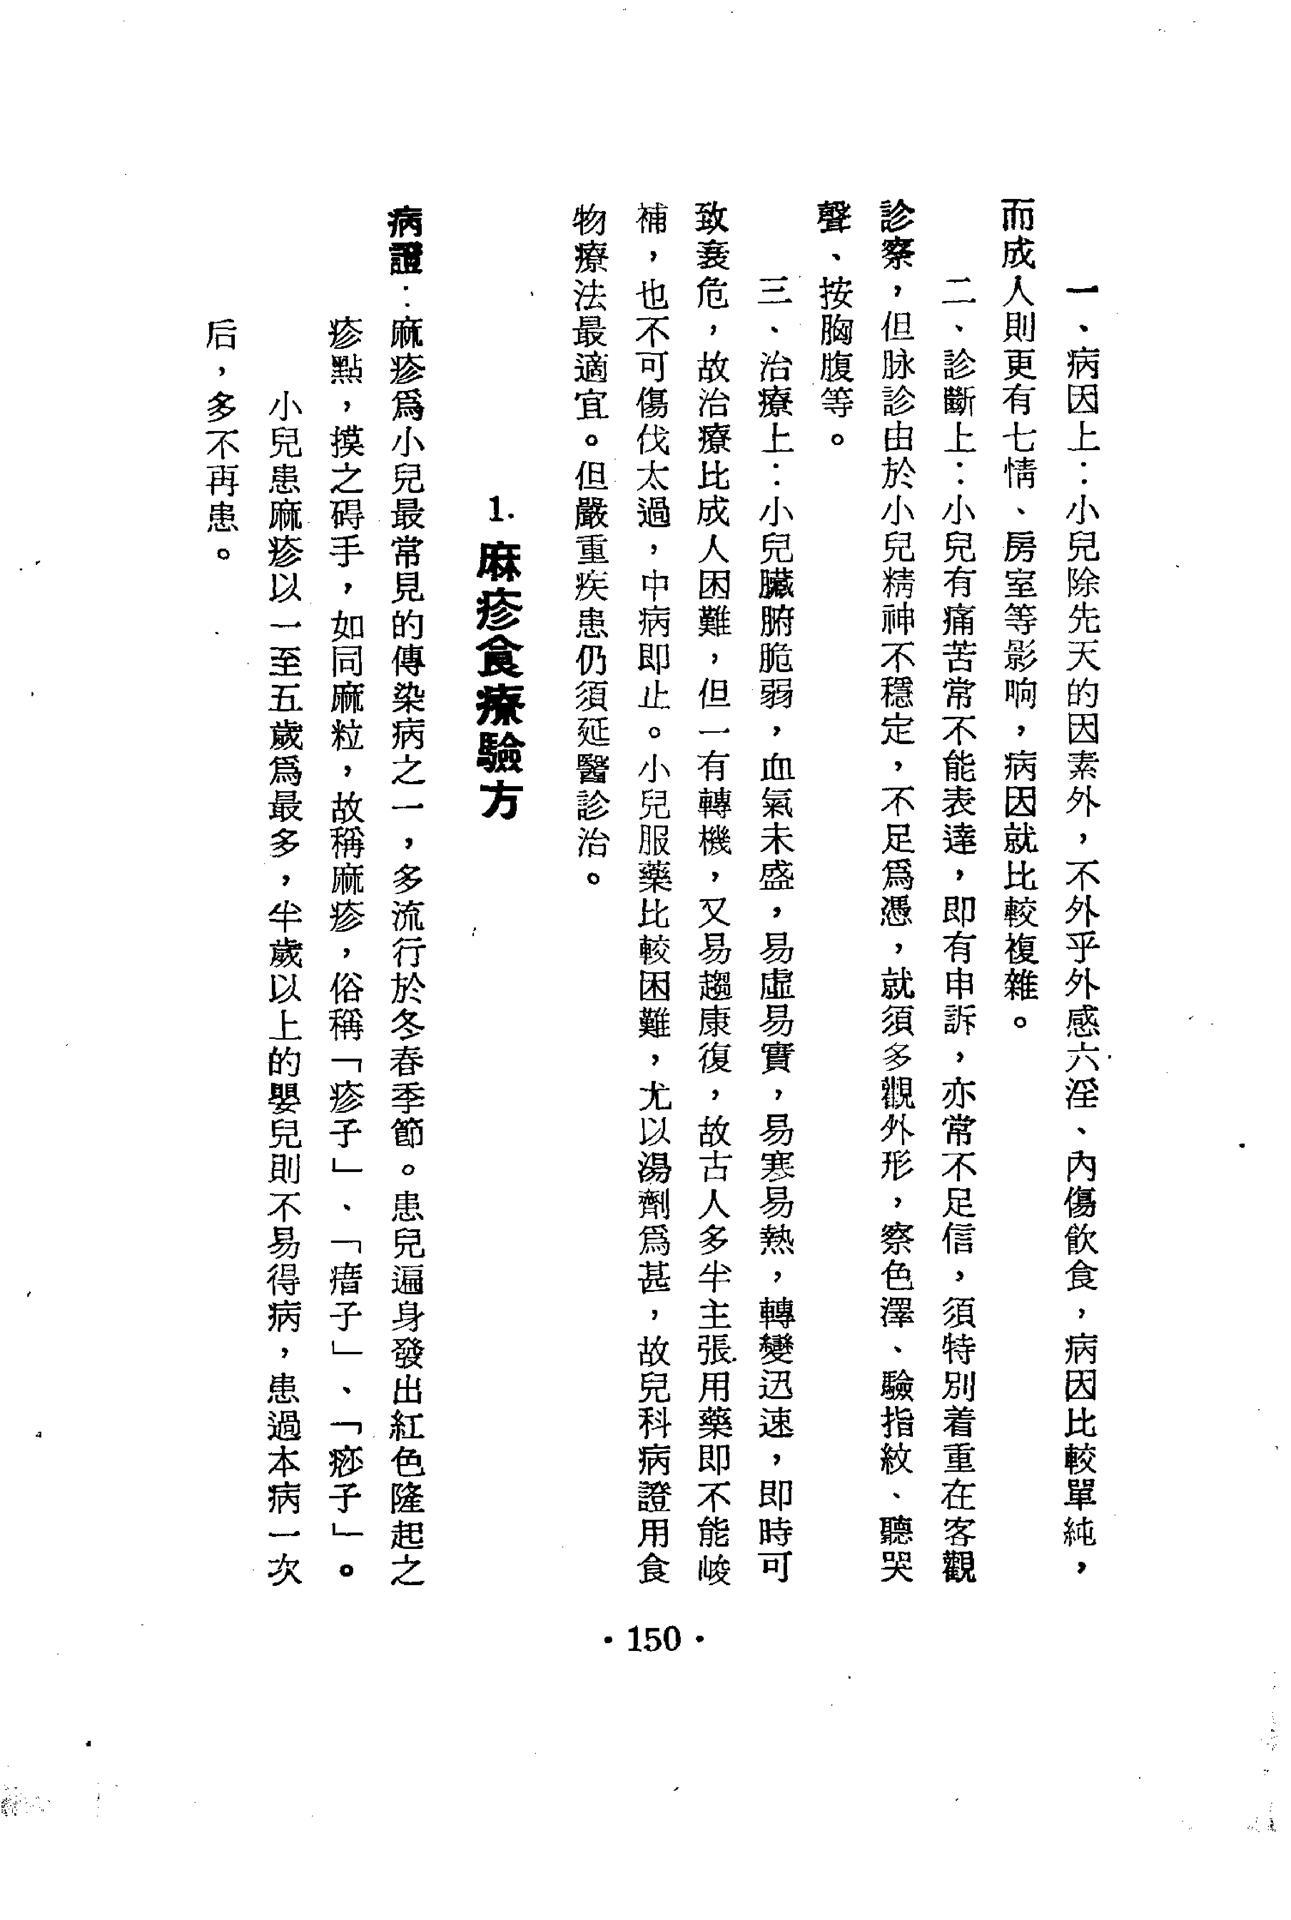 一、病因上：小兒除先天的因素外，不外乎外感六淫、內傷飲食，病因比較單純，
而成人則更有七情、房室等影响，病因就比較複雜。
二、診斷上：小兒有痛苦常不能表達，即有申訴，亦常不足信，須特別着重在客觀
診察，但脉診由於小兒精神不穩定，不足爲憑，就須多觀外形，察色澤、驗指紋、聽哭
聲、按胸腹等。
三、治療上：小兒臟腑脆弱，血氣未盛，易虛易實，易寒易熱，轉變迅速，即時可
致衰危，故治療比成人困難，但一有轉機，又易趨康復，故古人多半主張用藥即不能峻
補，也不可傷伐太過，中病即止。小兒服藥比較困難，尤以湯劑爲甚，故兒科病證用食
物療法最適宜。但嚴重疾患仍須延醫診治。
1. 麻疹食療驗方
病證：麻疹爲小兒最常見的傳染病之一，多流行於冬春季節。患兒遍身發出紅色隆起之
疹點，摸之碍手，如同麻粒，故稱麻疹，俗稱「疹子」、「瘄子」、「痧子」。
小兒患麻疹以一至五歲爲最多，半歲以上的嬰兒則不易得病，患過本病一次
后，多不再患。
·150·